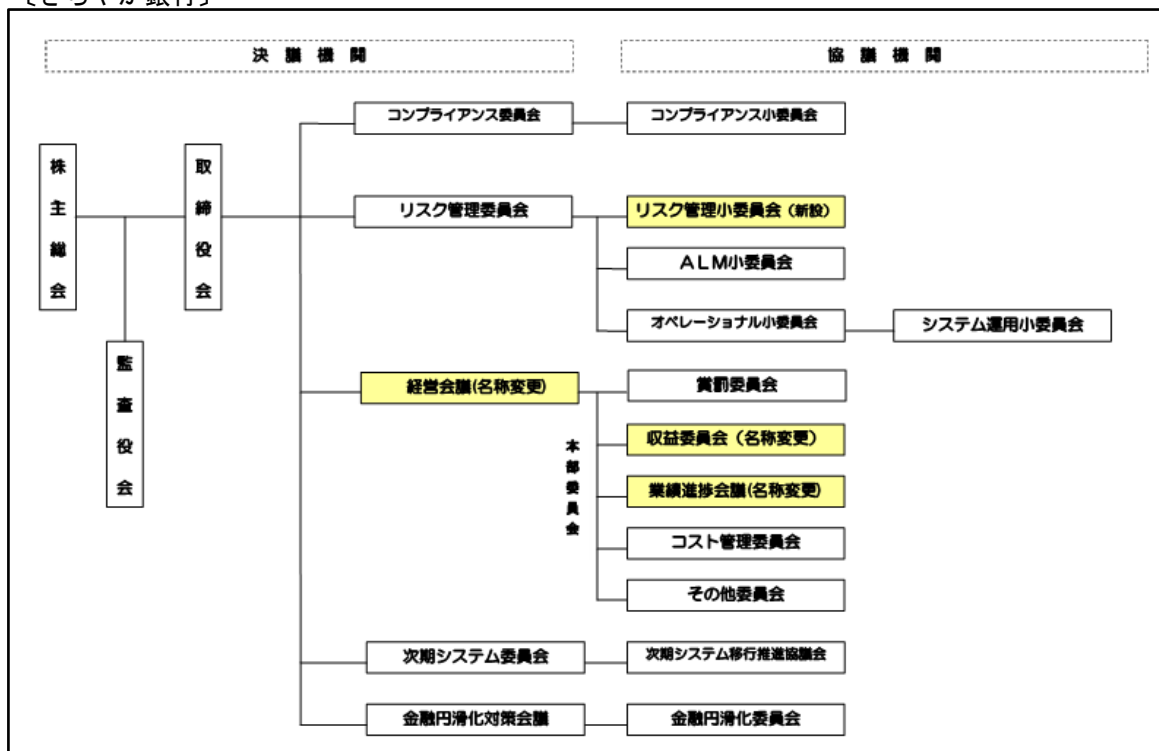 〔きらやか銀行〕
決議機関
協議機関
コンプライアンス委員会
コンプライアンス小委員会
株主総会
取締役会
リスク管理委員会
リスク管理小委員会(新設)
ALM小委員会
オペレーショナル小委員会
システム運用小委員会
監査役会
経営会議(名称変更)
賞罰委員会
本部委員会
収益委員会(名称変更)
業績進捗会議(名称変更)
コスト管理委員会
その他委員会
次期システム委員会
次期システム移行推進協議会
金融円滑化対策会議
金融円滑化委員会